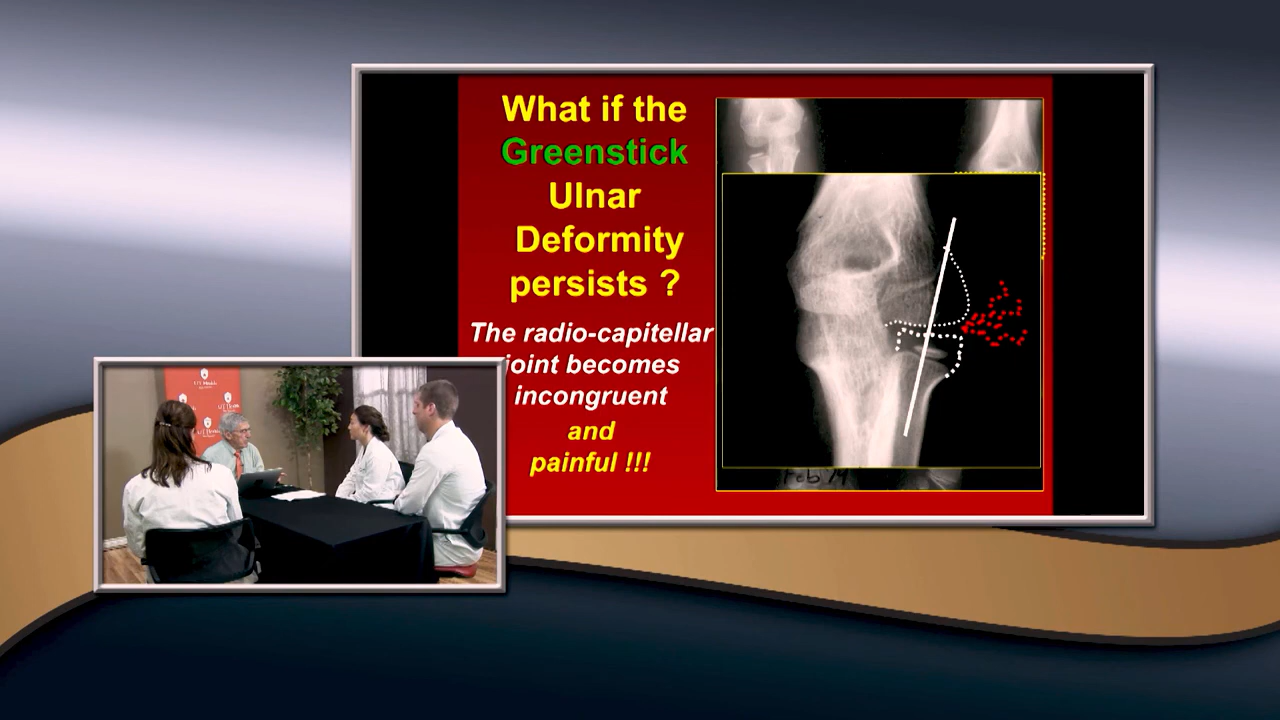 What if the
Greenstick
Ulnar
Deformity
persists ?
The radio-capitellar
joint becomes
incongruent
and
painful !!!